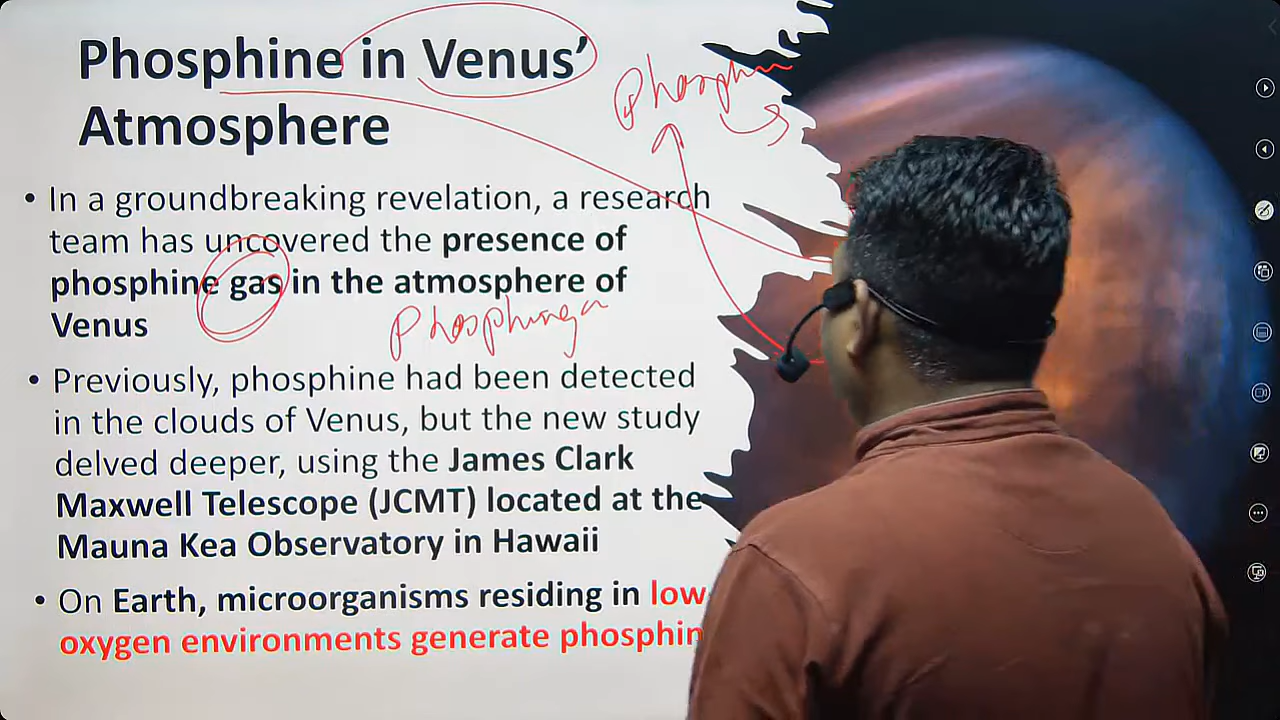 Phosphine in Venus’
Atmosphere
Phosphin
• In a groundbreaking revelation, a research
team has uncovered the presence of
phosphine gas in the atmosphere of
Venus
Phosphinega
• Previously, phosphine had been detected
in the clouds of Venus, but the new study
delved deeper, using the James Clark
Maxwell Telescope (JCMT) located at the
Mauna Kea Observatory in Hawaii
• On Earth, microorganisms residing in low
oxygen environments generate phosphin